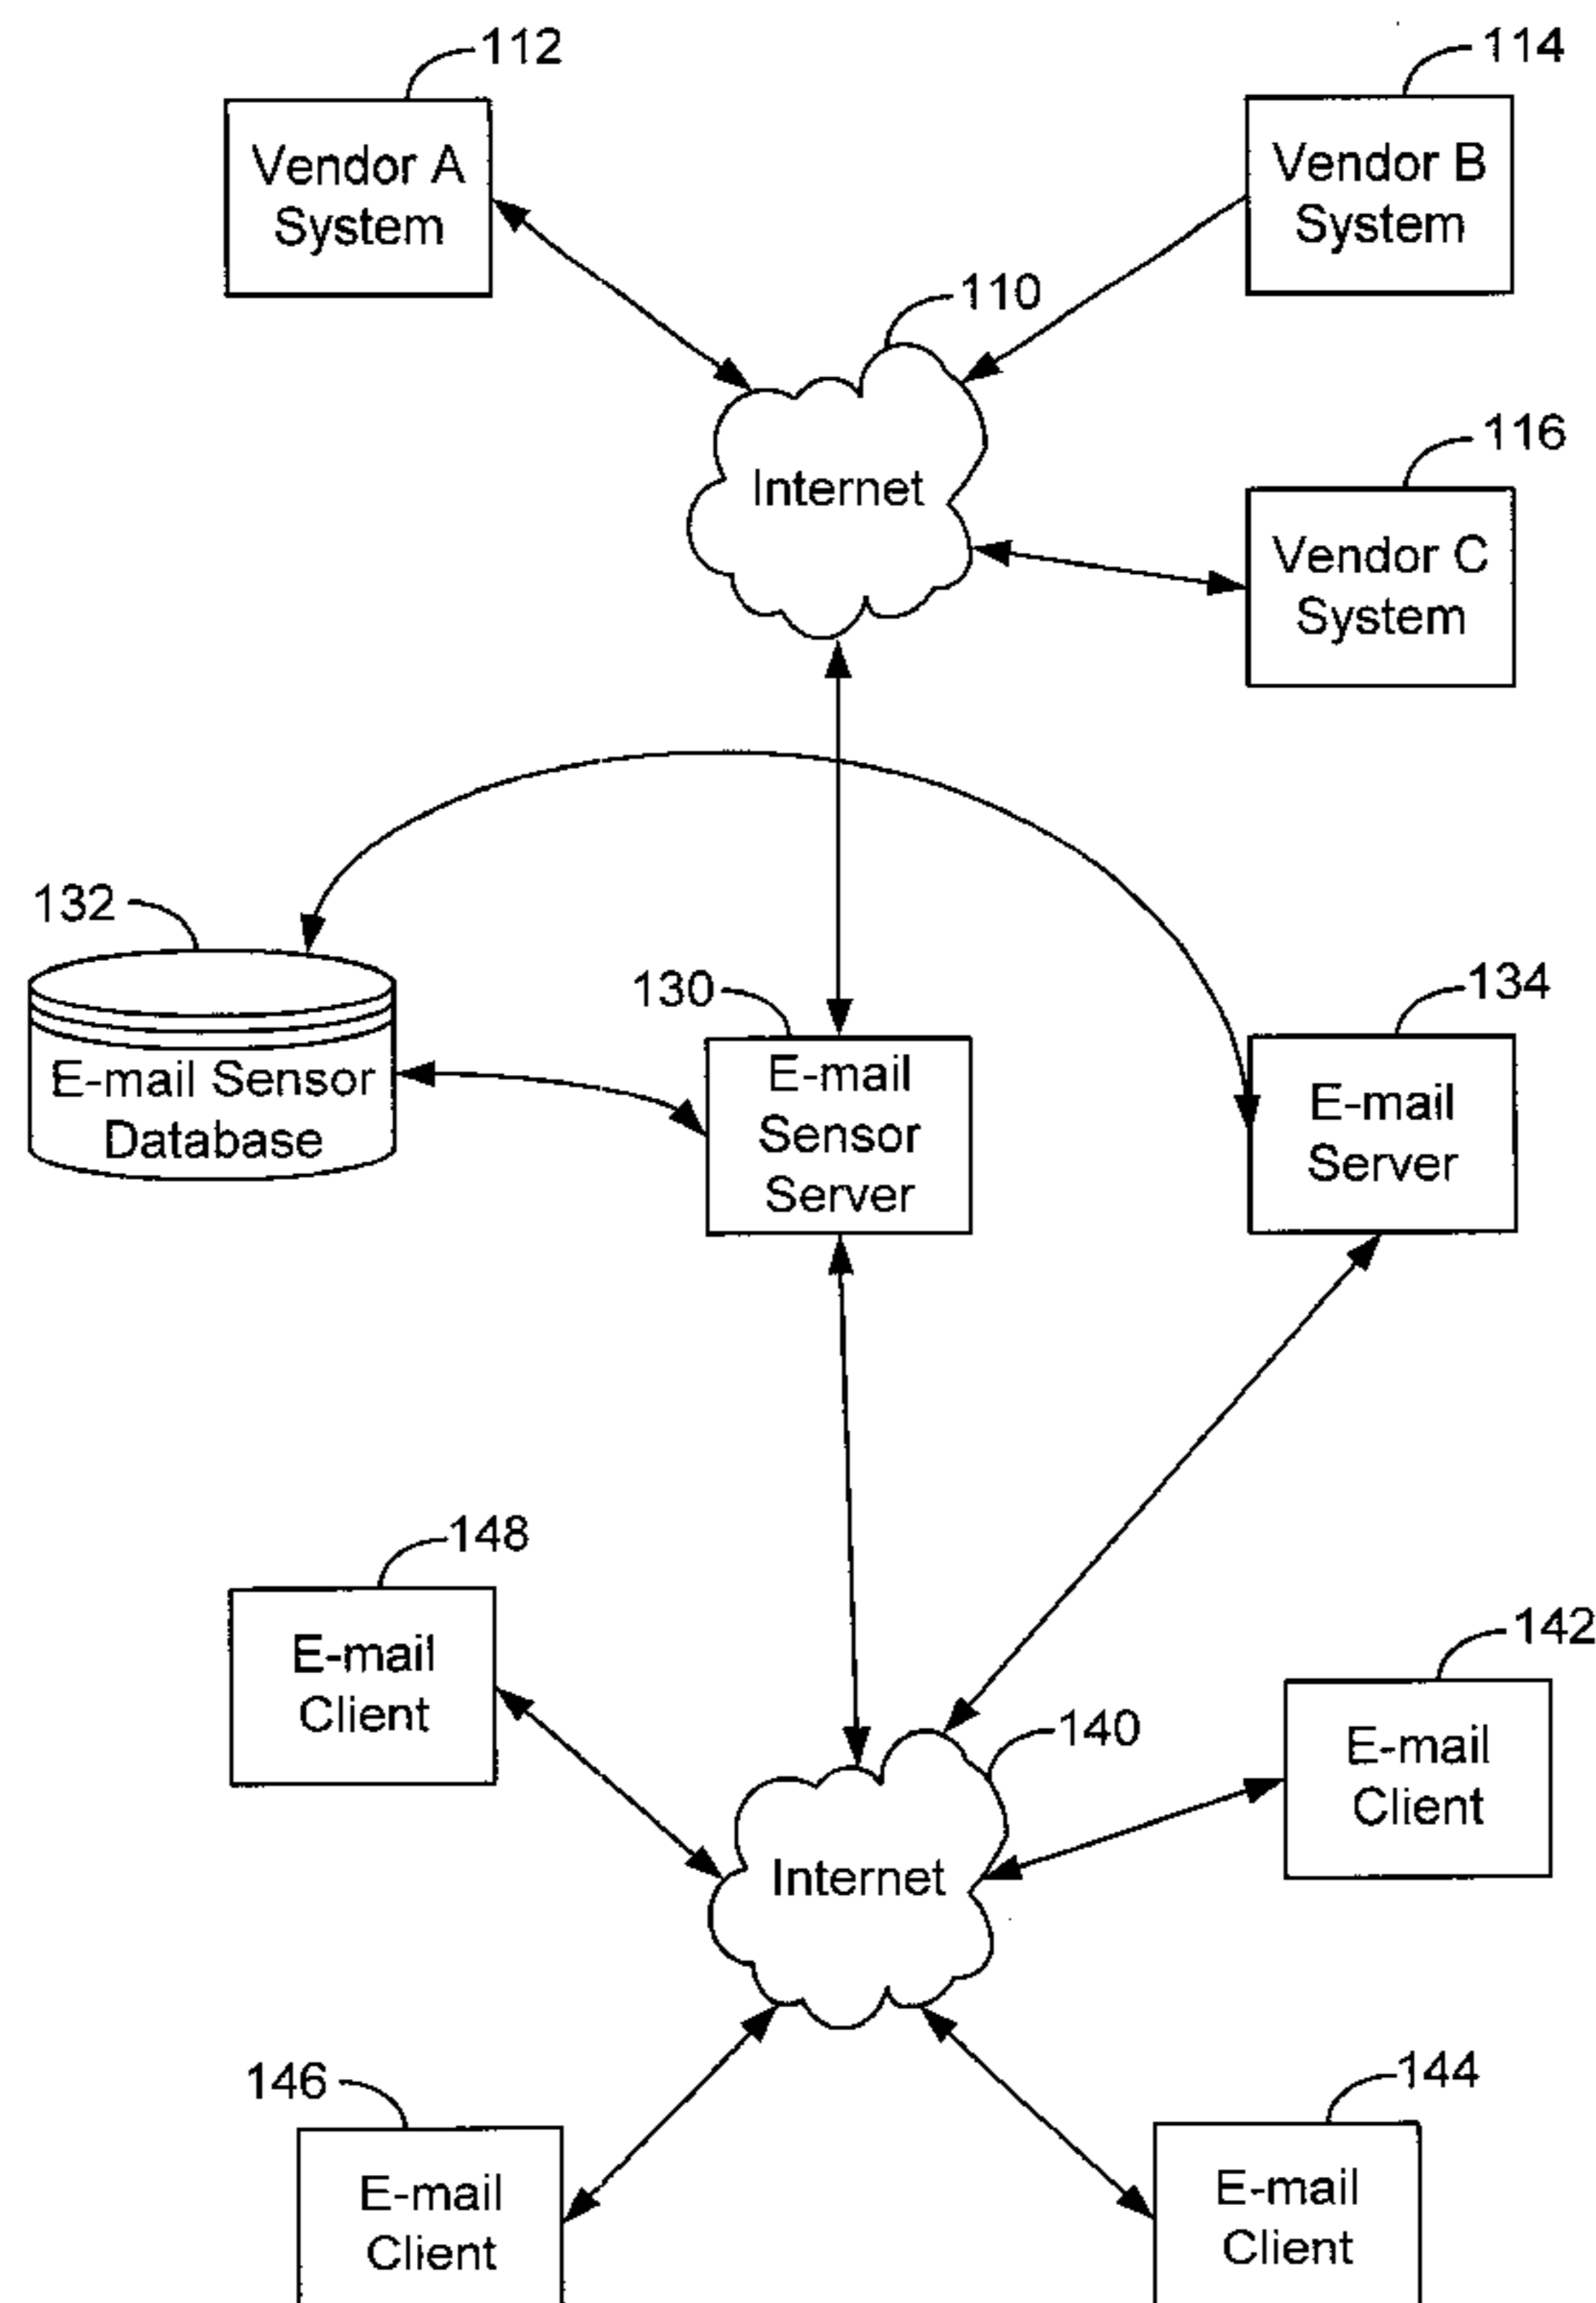 112
114
Vendor A
System
Vendor B
System
110
Internet
116
Vendor C
System
132
130
134
E-mail Sensor
Database
E-mail
Sensor
Server
E-mail
Server
148
142
E-mail
Client
140
E-mail
Client
Internet
146
144
E-mail
Client
E-mail
Client